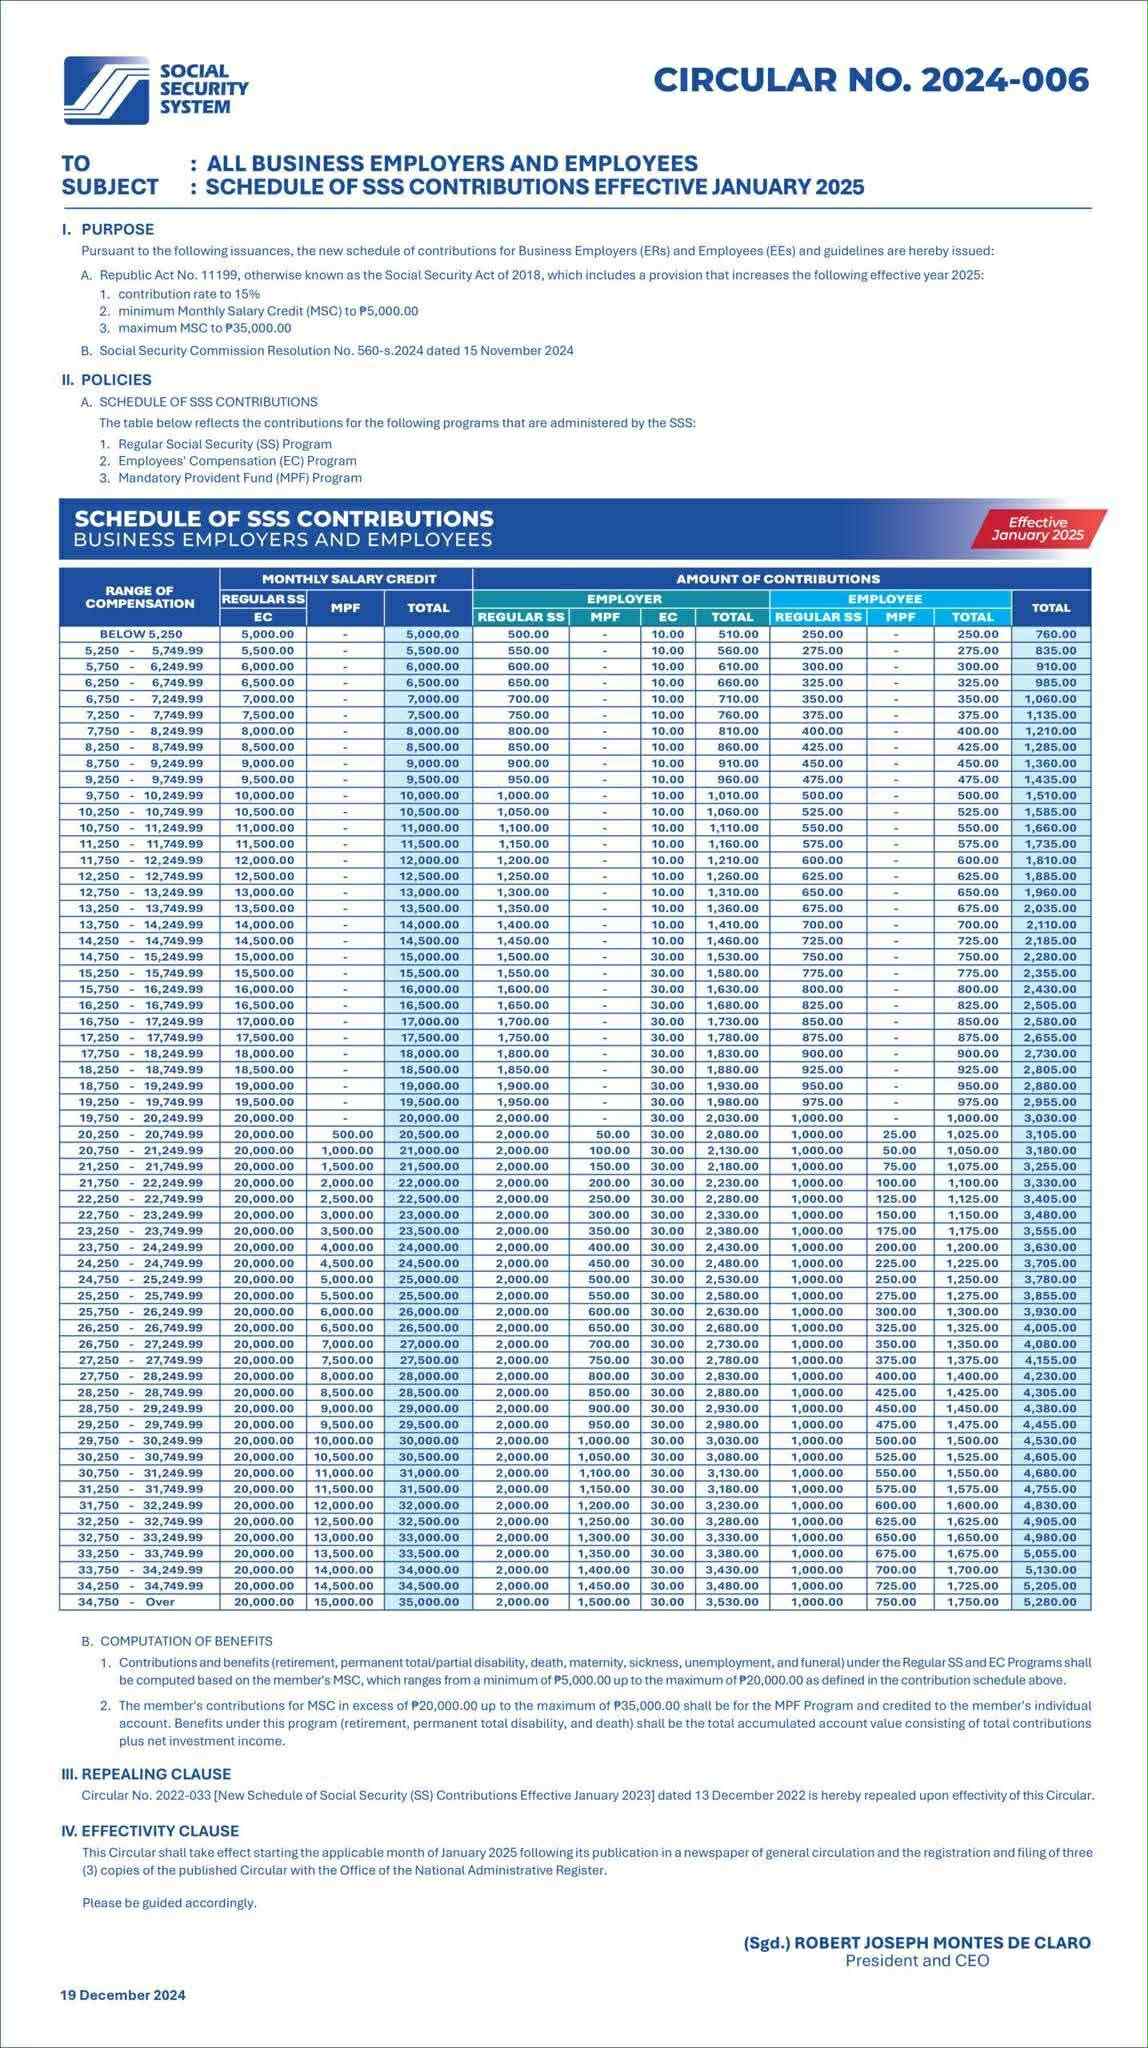 SOCIAL
SECURITY
SYSTEM
CIRCULAR NO. 2024-006
TO : ALL BUSINESS EMPLOYERS AND EMPLOYEES
SUBJECT : SCHEDULE OF SSS CONTRIBUTIONS EFFECTIVE JANUARY 2025
I. PURPOSE
Pursuant to the following issuances, the new schedule of contributions for Business Employers (ERs) and Employees (EEs) and guidelines are hereby issued:
A. Republic Act No. 11199, otherwise known as the Social Security Act of 2018, which includes a provision that increases the following effective year 2025:
1. contribution rate to 15%
2. minimum Monthly Salary Credit (MSC) to ₱5,000.00
3. maximum MSC to ₱35,000.00
B. Social Security Commission Resolution No. 560-s.2024 dated 15 November 2024
II. POLICIES
A. SCHEDULE OF SSS CONTRIBUTIONS
The table below reflects the contributions for the following programs that are administered by the SSS:
1. Regular Social Security (SS) Program
2. Employees' Compensation (EC) Program
3. Mandatory Provident Fund (MPF) Program
SCHEDULE OF SSS CONTRIBUTIONS
BUSINESS EMPLOYERS AND EMPLOYEES
Effective
January 2025
RANGE OF COMPENSATION MONTHLY SALARY CREDIT AMOUNT OF CONTRIBUTIONS
REGULAR SS MPF TOTAL EMPLOYER EMPLOYEE TOTAL
EC REGULAR SS MPF EC TOTAL REGULAR SS MPF TOTAL
BELOW 5,250 5,000.00 - 5,000.00 500.00 - 10.00 510.00 250.00 - 250.00 760.00
5,250 - 5,749.99 5,500.00 - 5,500.00 550.00 - 10.00 560.00 275.00 - 275.00 835.00
5,750 - 6,249.99 6,000.00 - 6,000.00 600.00 - 10.00 610.00 300.00 - 300.00 910.00
6,250 - 6,749.99 6,500.00 - 6,500.00 650.00 - 10.00 660.00 325.00 - 325.00 985.00
6,750 - 7,249.99 7,000.00 - 7,000.00 700.00 - 10.00 710.00 350.00 - 350.00 1,060.00
7,250 - 7,749.99 7,500.00 - 7,500.00 750.00 - 10.00 760.00 375.00 - 375.00 1,135.00
7,750 - 8,249.99 8,000.00 - 8,000.00 800.00 - 10.00 810.00 400.00 - 400.00 1,210.00
8,250 - 8,749.99 8,500.00 - 8,500.00 850.00 - 10.00 860.00 425.00 - 425.00 1,285.00
8,750 - 9,249.99 9,000.00 - 9,000.00 900.00 - 10.00 910.00 450.00 - 450.00 1,360.00
9,250 - 9,749.99 9,500.00 - 9,500.00 950.00 - 10.00 960.00 475.00 - 475.00 1,435.00
9,750 - 10,249.99 10,000.00 - 10,000.00 1,000.00 - 10.00 1,010.00 500.00 - 500.00 1,510.00
10,250 - 10,749.99 10,500.00 - 10,500.00 1,050.00 - 10.00 1,060.00 525.00 - 525.00 1,585.00
10,750 - 11,249.99 11,000.00 - 11,000.00 1,100.00 - 10.00 1,110.00 550.00 - 550.00 1,660.00
11,250 - 11,749.99 11,500.00 - 11,500.00 1,150.00 - 10.00 1,160.00 575.00 - 575.00 1,735.00
11,750 - 12,249.99 12,000.00 - 12,000.00 1,200.00 - 10.00 1,210.00 600.00 - 600.00 1,810.00
12,250 - 12,749.99 12,500.00 - 12,500.00 1,250.00 - 10.00 1,260.00 625.00 - 625.00 1,885.00
12,750 - 13,249.99 13,000.00 - 13,000.00 1,300.00 - 10.00 1,310.00 650.00 - 650.00 1,960.00
13,250 - 13,749.99 13,500.00 - 13,500.00 1,350.00 - 10.00 1,360.00 675.00 - 675.00 2,035.00
13,750 - 14,249.99 14,000.00 - 14,000.00 1,400.00 - 10.00 1,410.00 700.00 - 700.00 2,110.00
14,250 - 14,749.99 14,500.00 - 14,500.00 1,450.00 - 10.00 1,460.00 725.00 - 725.00 2,185.00
14,750 - 15,249.99 15,000.00 - 15,000.00 1,500.00 - 30.00 1,530.00 750.00 - 750.00 2,280.00
15,250 - 15,749.99 15,500.00 - 15,500.00 1,550.00 - 30.00 1,580.00 775.00 - 775.00 2,355.00
15,750 - 16,249.99 16,000.00 - 16,000.00 1,600.00 - 30.00 1,630.00 800.00 - 800.00 2,430.00
16,250 - 16,749.99 16,500.00 - 16,500.00 1,650.00 - 30.00 1,680.00 825.00 - 825.00 2,505.00
16,750 - 17,249.99 17,000.00 - 17,000.00 1,700.00 - 30.00 1,730.00 850.00 - 850.00 2,580.00
17,250 - 17,749.99 17,500.00 - 17,500.00 1,750.00 - 30.00 1,780.00 875.00 - 875.00 2,655.00
17,750 - 18,249.99 18,000.00 - 18,000.00 1,800.00 - 30.00 1,830.00 900.00 - 900.00 2,730.00
18,250 - 18,749.99 18,500.00 - 18,500.00 1,850.00 - 30.00 1,880.00 925.00 - 925.00 2,805.00
18,750 - 19,249.99 19,000.00 - 19,000.00 1,900.00 - 30.00 1,930.00 950.00 - 950.00 2,880.00
19,250 - 19,749.99 19,500.00 - 19,500.00 1,950.00 - 30.00 1,980.00 975.00 - 975.00 2,955.00
19,750 - 20,249.99 20,000.00 - 20,000.00 2,000.00 - 30.00 2,030.00 1,000.00 - 1,000.00 3,030.00
20,250 - 20,749.99 20,000.00 500.00 20,500.00 2,000.00 50.00 30.00 2,080.00 1,000.00 25.00 1,025.00 3,105.00
20,750 - 21,249.99 20,000.00 1,000.00 21,000.00 2,000.00 100.00 30.00 2,130.00 1,000.00 50.00 1,050.00 3,180.00
21,250 - 21,749.99 20,000.00 1,500.00 21,500.00 2,000.00 150.00 30.00 2,180.00 1,000.00 75.00 1,075.00 3,255.00
21,750 - 22,249.99 20,000.00 2,000.00 22,000.00 2,000.00 200.00 30.00 2,230.00 1,000.00 100.00 1,100.00 3,330.00
22,250 - 22,749.99 20,000.00 2,500.00 22,500.00 2,000.00 250.00 30.00 2,280.00 1,000.00 125.00 1,125.00 3,405.00
22,750 - 23,249.99 20,000.00 3,000.00 23,000.00 2,000.00 300.00 30.00 2,330.00 1,000.00 150.00 1,150.00 3,480.00
23,250 - 23,749.99 20,000.00 3,500.00 23,500.00 2,000.00 350.00 30.00 2,380.00 1,000.00 175.00 1,175.00 3,555.00
23,750 - 24,249.99 20,000.00 4,000.00 24,000.00 2,000.00 400.00 30.00 2,430.00 1,000.00 200.00 1,200.00 3,630.00
24,250 - 24,749.99 20,000.00 4,500.00 24,500.00 2,000.00 450.00 30.00 2,480.00 1,000.00 225.00 1,225.00 3,705.00
24,750 - 25,249.99 20,000.00 5,000.00 25,000.00 2,000.00 500.00 30.00 2,530.00 1,000.00 250.00 1,250.00 3,780.00
25,250 - 25,749.99 20,000.00 5,500.00 25,500.00 2,000.00 550.00 30.00 2,580.00 1,000.00 275.00 1,275.00 3,855.00
25,750 - 26,249.99 20,000.00 6,000.00 26,000.00 2,000.00 600.00 30.00 2,630.00 1,000.00 300.00 1,300.00 3,930.00
26,250 - 26,749.99 20,000.00 6,500.00 26,500.00 2,000.00 650.00 30.00 2,680.00 1,000.00 325.00 1,325.00 4,005.00
26,750 - 27,249.99 20,000.00 7,000.00 27,000.00 2,000.00 700.00 30.00 2,730.00 1,000.00 350.00 1,350.00 4,080.00
27,250 - 27,749.99 20,000.00 7,500.00 27,500.00 2,000.00 750.00 30.00 2,780.00 1,000.00 375.00 1,375.00 4,155.00
27,750 - 28,249.99 20,000.00 8,000.00 28,000.00 2,000.00 800.00 30.00 2,830.00 1,000.00 400.00 1,400.00 4,230.00
28,250 - 28,749.99 20,000.00 8,500.00 28,500.00 2,000.00 850.00 30.00 2,880.00 1,000.00 425.00 1,425.00 4,305.00
28,750 - 29,249.99 20,000.00 9,000.00 29,000.00 2,000.00 900.00 30.00 2,930.00 1,000.00 450.00 1,450.00 4,380.00
29,250 - 29,749.99 20,000.00 9,500.00 29,500.00 2,000.00 950.00 30.00 2,980.00 1,000.00 475.00 1,475.00 4,455.00
29,750 - 30,249.99 20,000.00 10,000.00 30,000.00 2,000.00 1,000.00 30.00 3,030.00 1,000.00 500.00 1,500.00 4,530.00
30,250 - 30,749.99 20,000.00 10,500.00 30,500.00 2,000.00 1,050.00 30.00 3,080.00 1,000.00 525.00 1,525.00 4,605.00
30,750 - 31,249.99 20,000.00 11,000.00 31,000.00 2,000.00 1,100.00 30.00 3,130.00 1,000.00 550.00 1,550.00 4,680.00
31,250 - 31,749.99 20,000.00 11,500.00 31,500.00 2,000.00 1,150.00 30.00 3,180.00 1,000.00 575.00 1,575.00 4,755.00
31,750 - 32,249.99 20,000.00 12,000.00 32,000.00 2,000.00 1,200.00 30.00 3,230.00 1,000.00 600.00 1,600.00 4,830.00
32,250 - 32,749.99 20,000.00 12,500.00 32,500.00 2,000.00 1,250.00 30.00 3,280.00 1,000.00 625.00 1,625.00 4,905.00
32,750 - 33,249.99 20,000.00 13,000.00 33,000.00 2,000.00 1,300.00 30.00 3,330.00 1,000.00 650.00 1,650.00 4,980.00
33,250 - 33,749.99 20,000.00 13,500.00 33,500.00 2,000.00 1,350.00 30.00 3,380.00 1,000.00 675.00 1,675.00 5,055.00
33,750 - 34,249.99 20,000.00 14,000.00 34,000.00 2,000.00 1,400.00 30.00 3,430.00 1,000.00 700.00 1,700.00 5,130.00
34,250 - 34,749.99 20,000.00 14,500.00 34,500.00 2,000.00 1,450.00 30.00 3,480.00 1,000.00 725.00 1,725.00 5,205.00
34,750 - Over 20,000.00 15,000.00 35,000.00 2,000.00 1,500.00 30.00 3,530.00 1,000.00 750.00 1,750.00 5,280.00
B. COMPUTATION OF BENEFITS
1. Contributions and benefits (retirement, permanent total/partial disability, death, maternity, sickness, unemployment, and funeral) under the Regular SS and EC Programs shall
be computed based on the member's MSC, which ranges from a minimum of ₱5,000.00 up to the maximum of ₱20,000.00 as defined in the contribution schedule above.
2. The member's contributions for MSC in excess of ₱20,000.00 up to the maximum of ₱35,000.00 shall be for the MPF Program and credited to the member's individual
account. Benefits under this program (retirement, permanent total disability, and death) shall be the total accumulated account value consisting of total contributions
plus net investment income.
III. REPEALING CLAUSE
Circular No. 2022-033 [New Schedule of Social Security (SS) Contributions Effective January 2023] dated 13 December 2022 is hereby repealed upon effectivity of this Circular.
IV. EFFECTIVITY CLAUSE
This Circular shall take effect starting the applicable month of January 2025 following its publication in a newspaper of general circulation and the registration and filing of three
(3) copies of the published Circular with the Office of the National Administrative Register.
Please be guided accordingly.
(Sgd.) ROBERT JOSEPH MONTES DE CLARO
President and CEO
19 December 2024